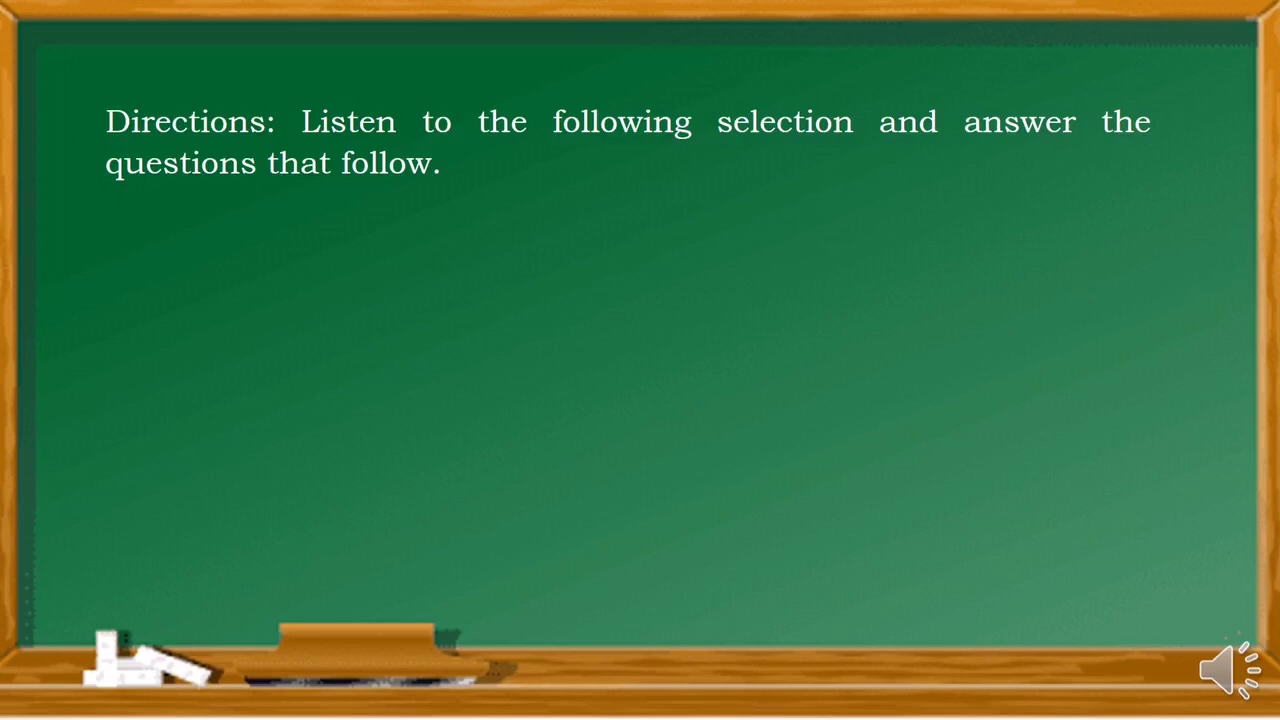 Directions: Listen to the following selection and answer the
questions that follow.